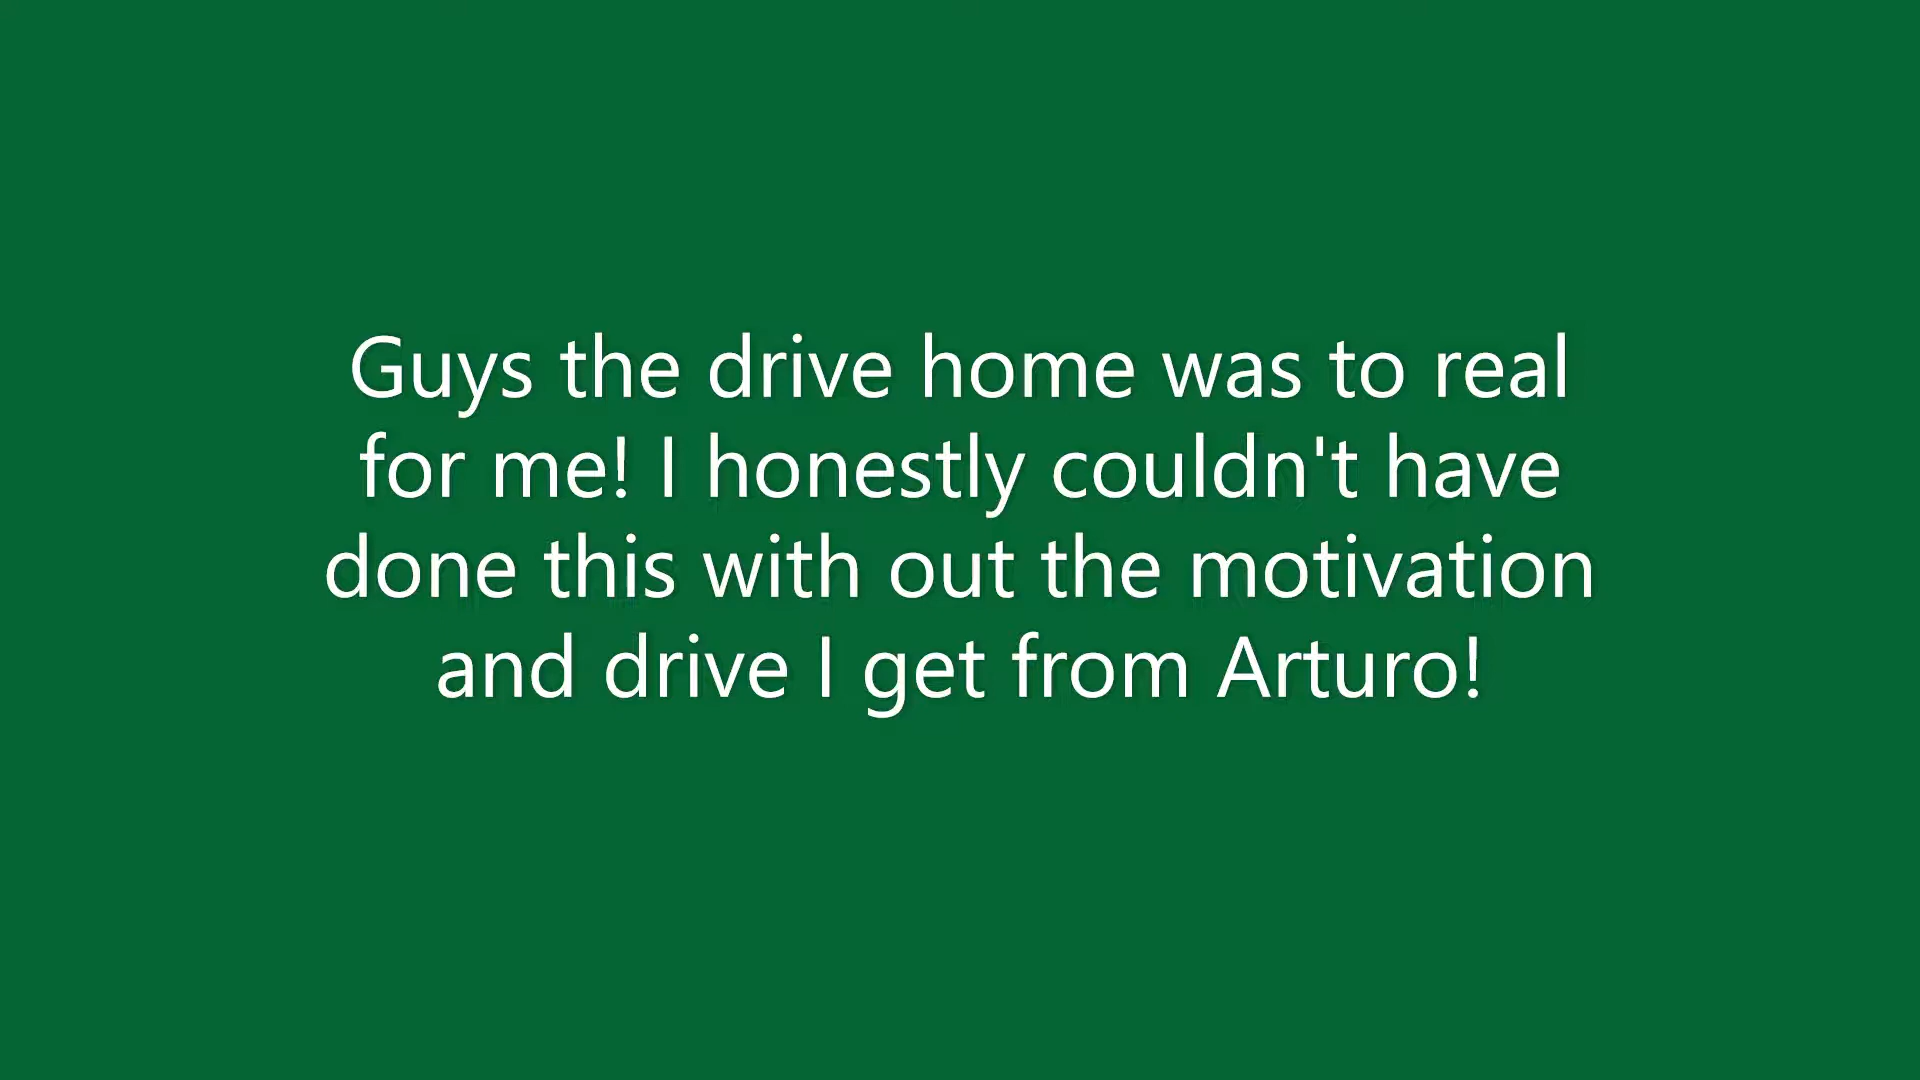 Guys the drive home was to real
for me! I honestly couldn't have
done this with out the motivation
and drive I get from Arturo!